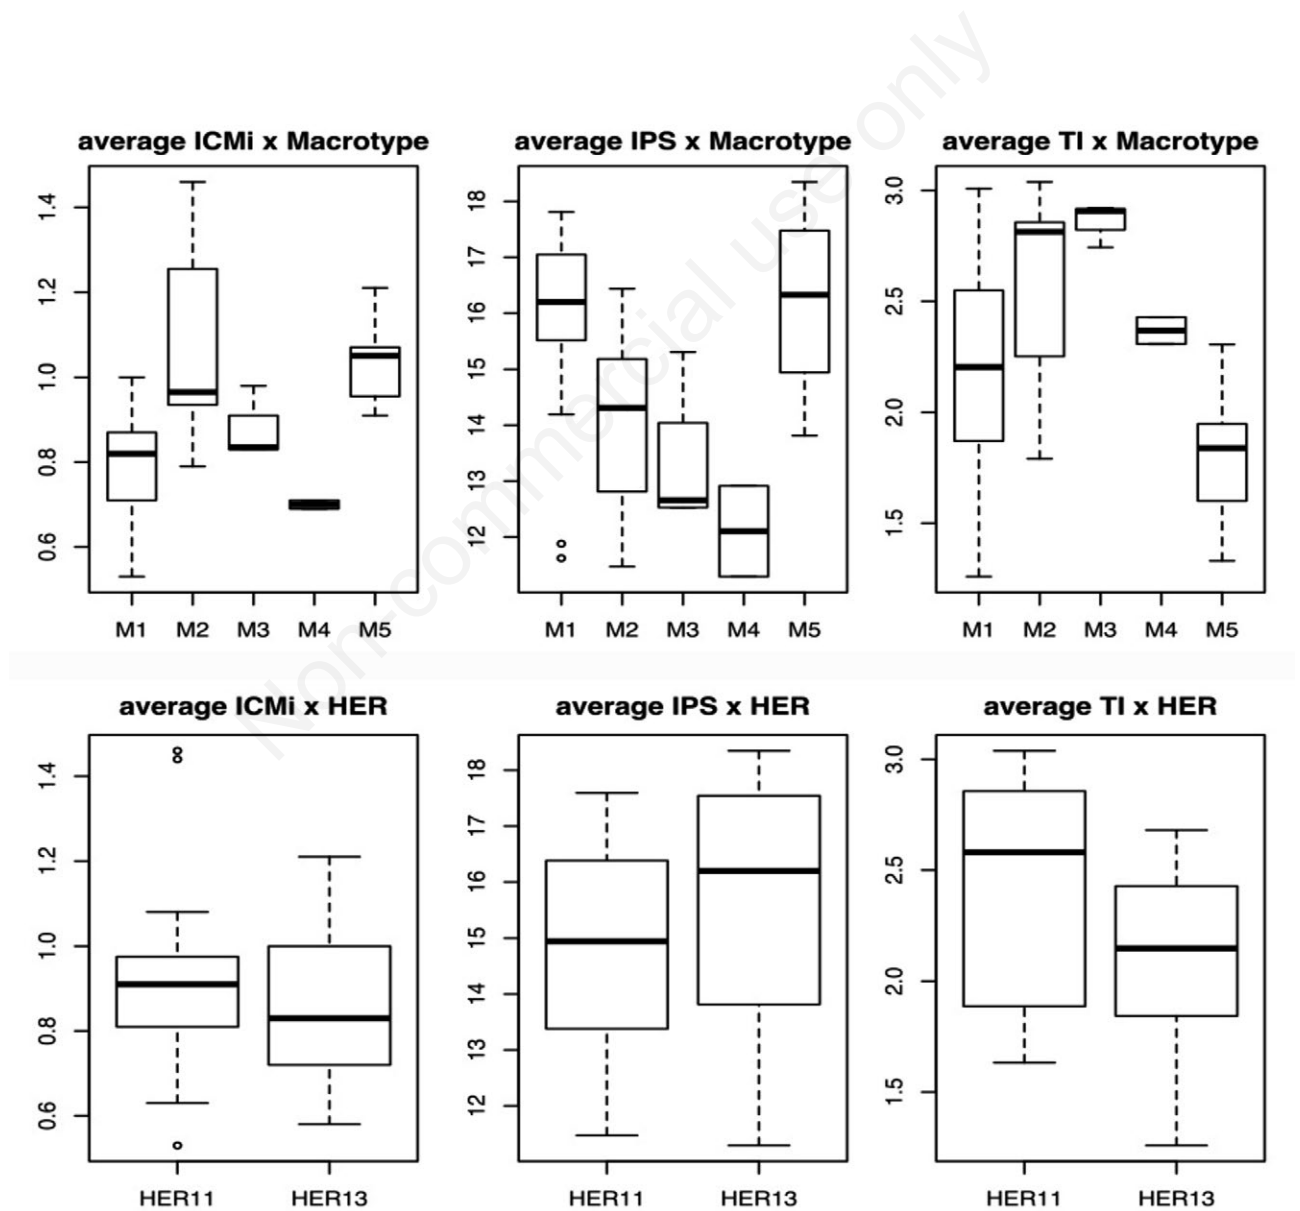 Non-commercial use only
average ICMi x Macrotype
1.4
1.2
1.0
0.8
0.6
M1 M2 M3 M4 M5
average IPS x Macrotype
18
17
16
15
14
13
12
M1 M2 M3 M4 M5
average TI x Macrotype
3.0
2.5
2.0
1.5
M1 M2 M3 M4 M5
average ICMi x HER
1.4
1.2
1.0
0.8
0.6
HER11 HER13
average IPS x HER
18
17
16
15
14
13
12
HER11 HER13
average TI x HER
3.0
2.5
2.0
1.5
HER11 HER13